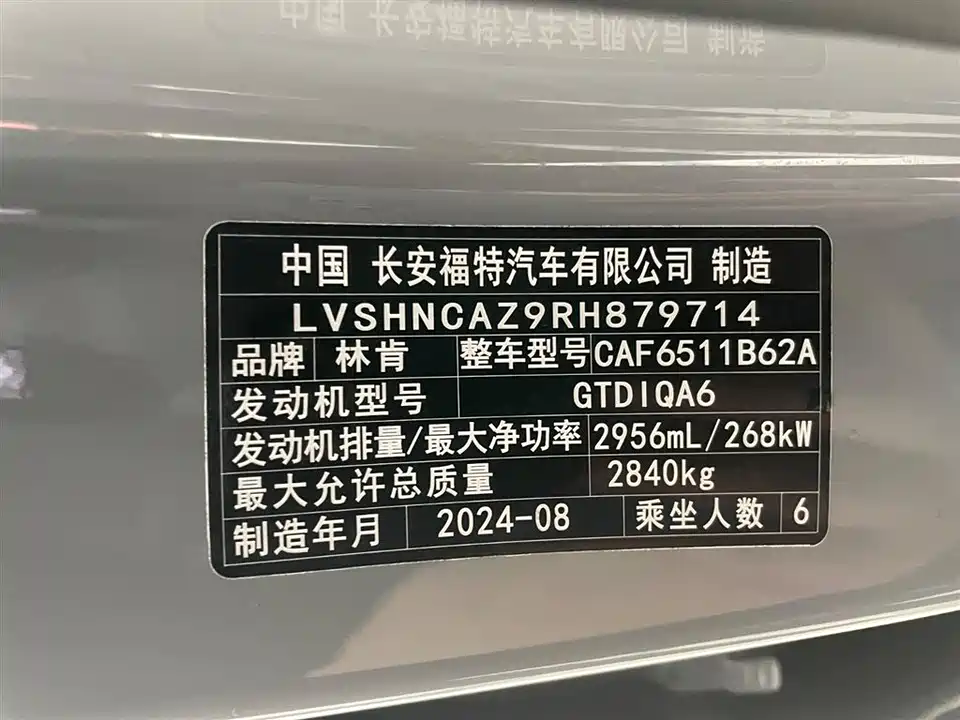 中国 长安福特汽车有限公司 制造
LVSHNCAZ9RH879714
品牌 林肯 整车型号 CAF6511B62A
发动机型号 GTDIQA6
发动机排量/最大净功率 2956mL/268kW
最大允许总质量 2840kg
制造年月 2024-08 乘坐人数 6